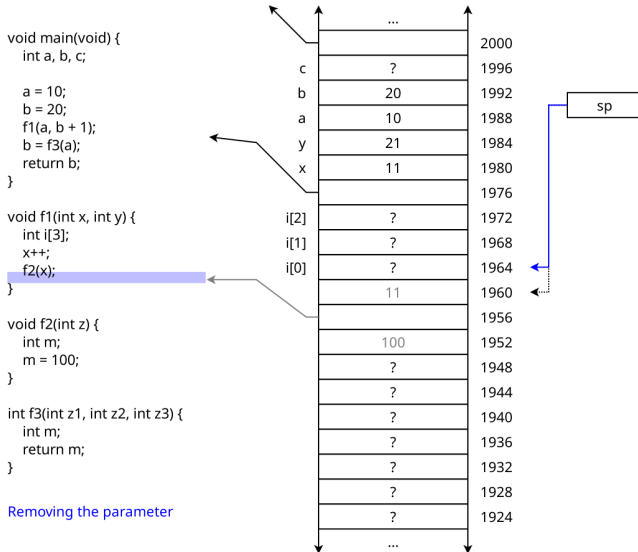 void main(void) {
int a, b, c;
a = 10;
b = 20;
f1(a, b + 1);
b = f3(a);
return b;
}
void f1(int x, int y) {
int i[3];
x++;
f2(x);
}
void f2(int z) {
int m;
m = 100;
}
int f3(int z1, int z2, int z3) {
int m;
return m;
}
Removing the parameter
...
2000
c ? 1996
b 20 1992
a 10 1988
y 21 1984
x 11 1980
1976
i[2] ? 1972
i[1] ? 1968
i[0] ? 1964
11 1960
1956
100 1952
? 1948
? 1944
? 1940
? 1936
? 1932
? 1928
? 1924
...
sp